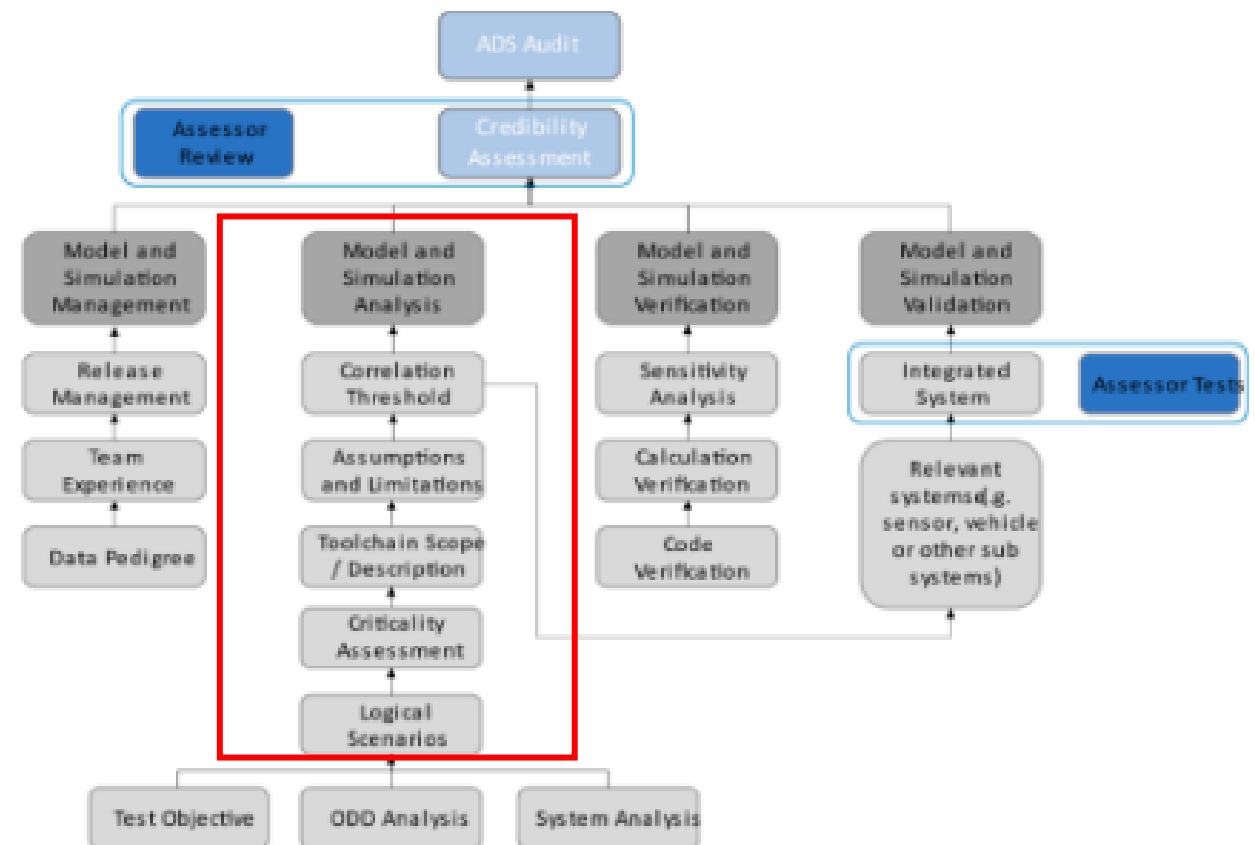 ADS Audit
Assessor
Review
Credibility
Assessment
Model and
Simulation
Management
Model and
Simulation
Analysis
Model and
Simulation
Verification
Model and
Simulation
Validation
Release
Management
Correlation
Threshold
Sensitivity
Analysis
Integrated
System
Assessor Tests
Team
Experience
Assumptions
and Limitations
Calculation
Verification
Relevant
systems(e.g.
sensor, vehicle
or other sub
systems)
Data Pedigree
Toolchain Scope
/ Description
Code
Verification
Criticality
Assessment
Logical
Scenarios
Test Objective
ODD Analysis
System Analysis